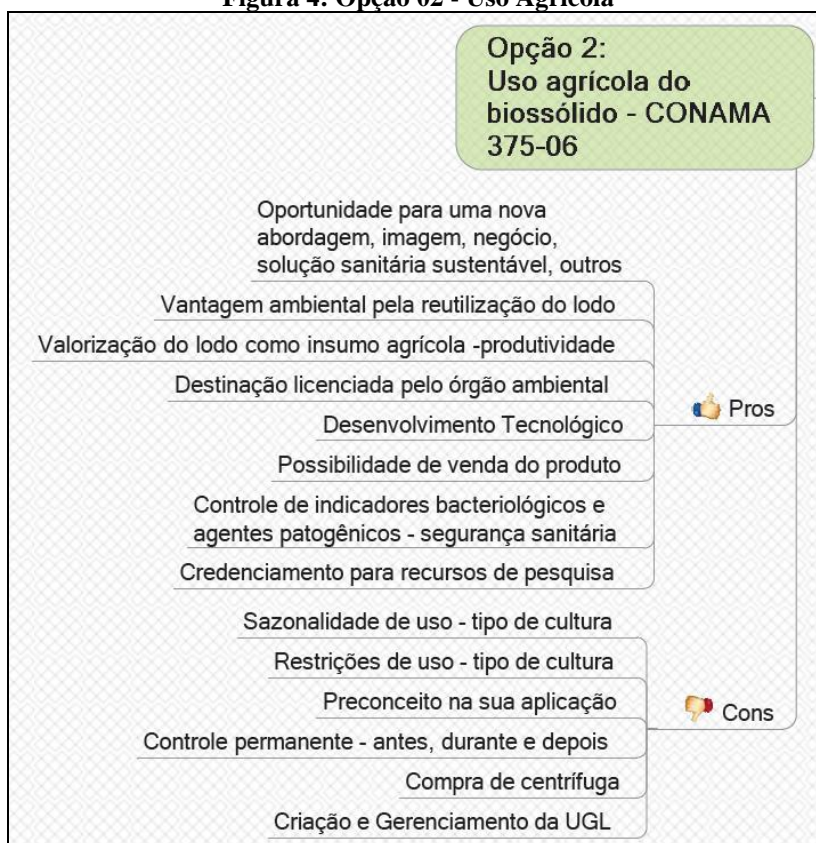 Figura 4: Opção 02 - Uso Agrícola
Opção 2:
Uso agrícola do
biossólido - CONAMA
375-06
Oportunidade para uma nova
abordagem, imagem, negócio,
solução sanitária sustentável, outros
Vantagem ambiental pela reutilização do lodo
Valorização do lodo como insumo agrícola -produtividade
Destinação licenciada pelo órgão ambiental
Desenvolvimento Tecnológico
Possibilidade de venda do produto
Controle de indicadores bacteriológicos e
agentes patogênicos - segurança sanitária
Credenciamento para recursos de pesquisa
Pros
Sazonalidade de uso - tipo de cultura
Restrições de uso - tipo de cultura
Preconceito na sua aplicação
Controle permanente - antes, durante e depois
Compra de centrífuga
Criação e Gerenciamento da UGL
Cons